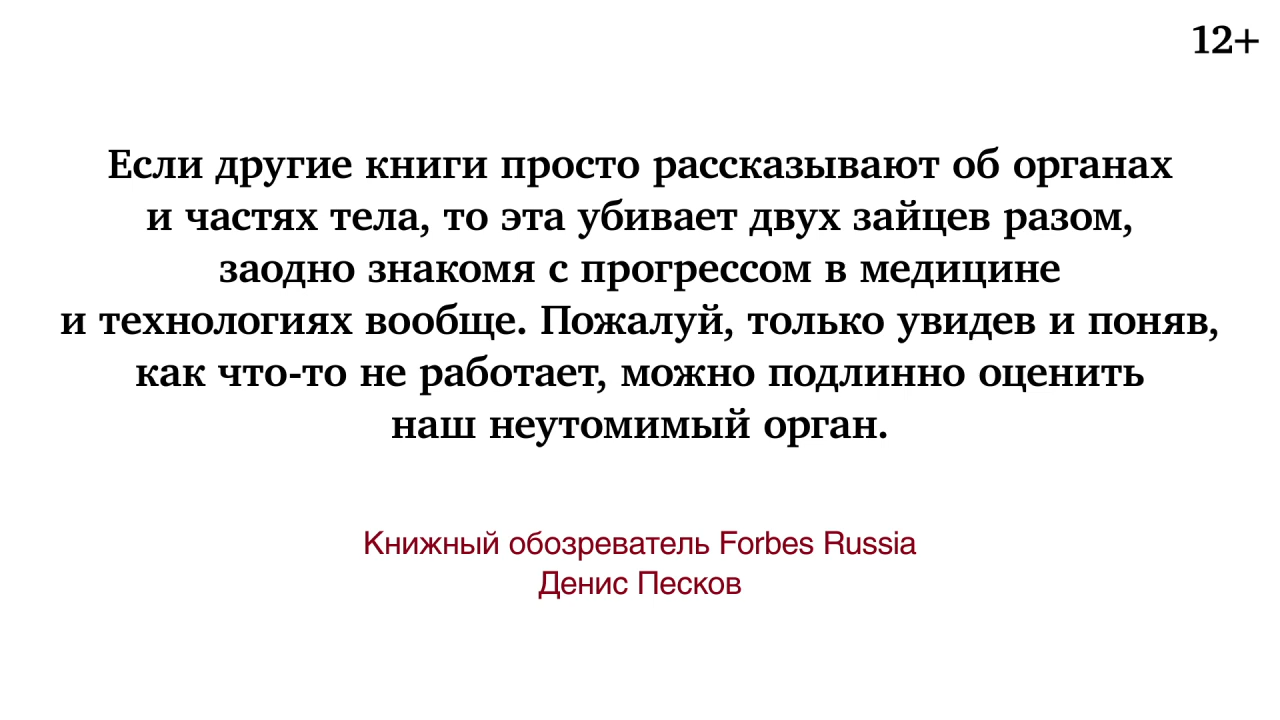 12+
Если другие книги просто рассказывают об органах
и частях тела, то эта убивает двух зайцев разом,
заодно знакомя с прогрессом в медицине
и технологиях вообще. Пожалуй, только увидев и поняв,
как что-то не работает, можно подлинно оценить
наш неутомимый орган.
Книжный обозреватель Forbes Russia
Денис Песков